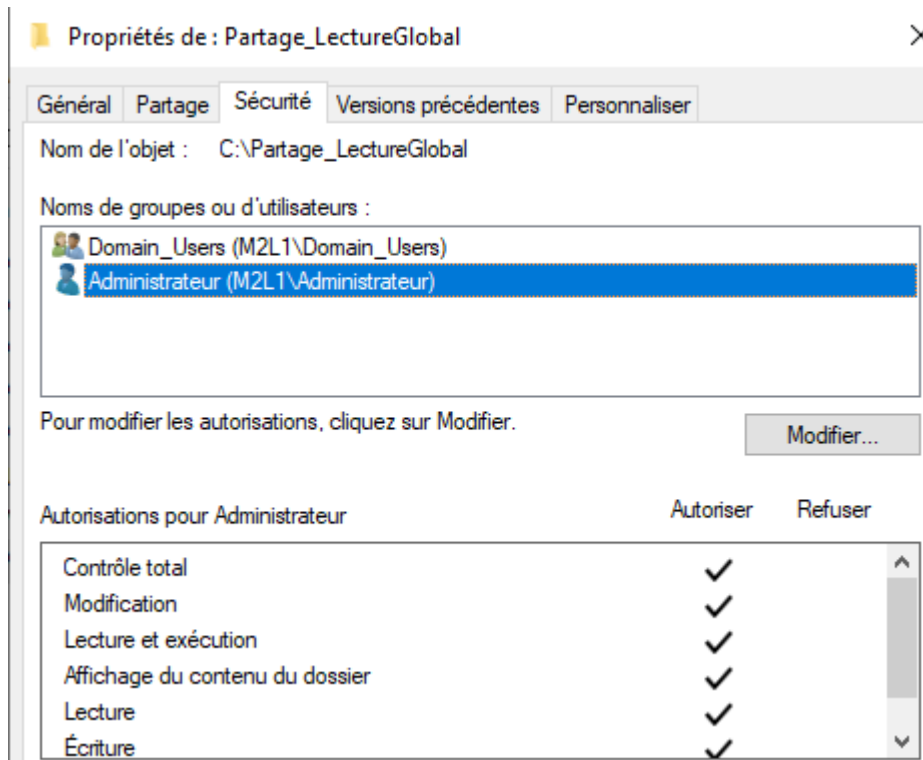 Propriétés de : Partage_LectureGlobal
Général Partage Sécurité Versions précédentes Personnaliser
Nom de l'objet : C:\Partage_LectureGlobal
Noms de groupes ou d'utilisateurs :
Domain_Users (M2L1\Domain_Users)
Administrateur (M2L1\Administrateur)
Pour modifier les autorisations, cliquez sur Modifier.
Modifier...
Autorisations pour Administrateur Autoriser Refuser
Contrôle total
Modification
Lecture et exécution
Affichage du contenu du dossier
Lecture
Écriture